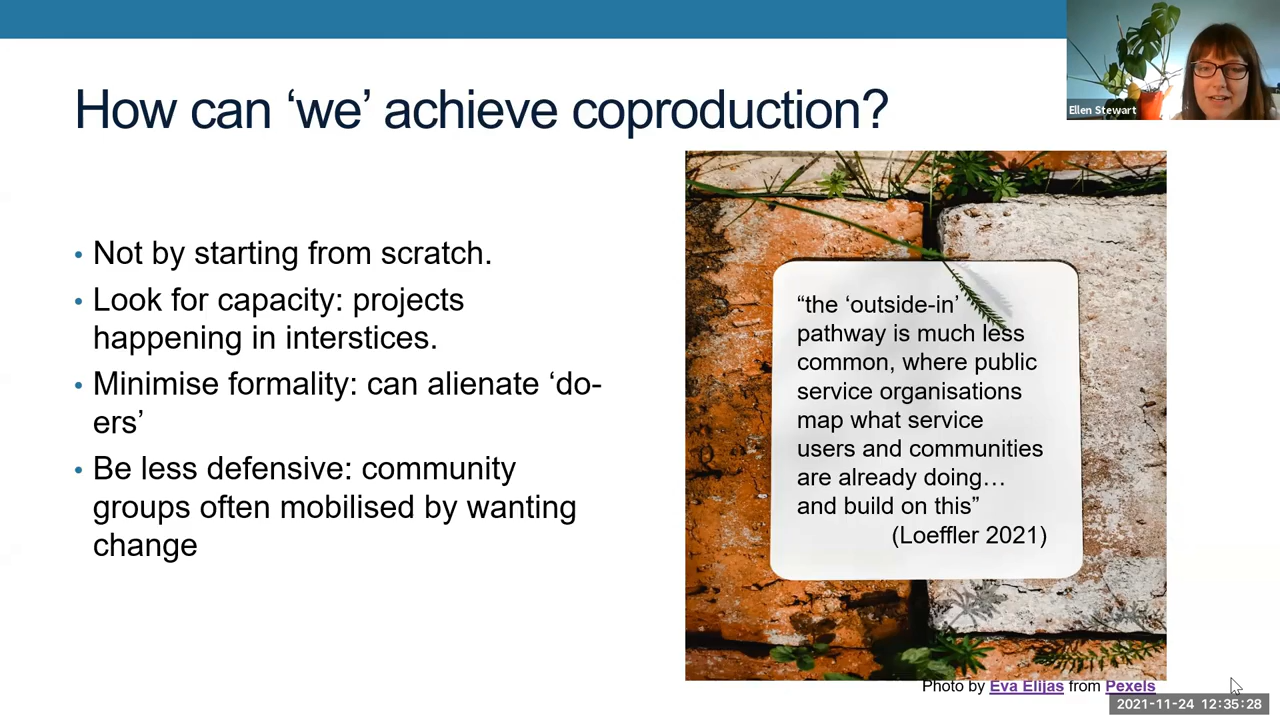 Ellen Stewart
How can ‘we’ achieve coproduction?
• Not by starting from scratch.
• Look for capacity: projects
happening in interstices.
• Minimise formality: can alienate ‘do-
ers’
• Be less defensive: community
groups often mobilised by wanting
change
“the ‘outside-in’
pathway is much less
common, where public
service organisations
map what service
users and communities
are already doing…
and build on this”
(Loeffler 2021)
Photo by Eva Elijas from Pexels
2021-11-24 12:35:28